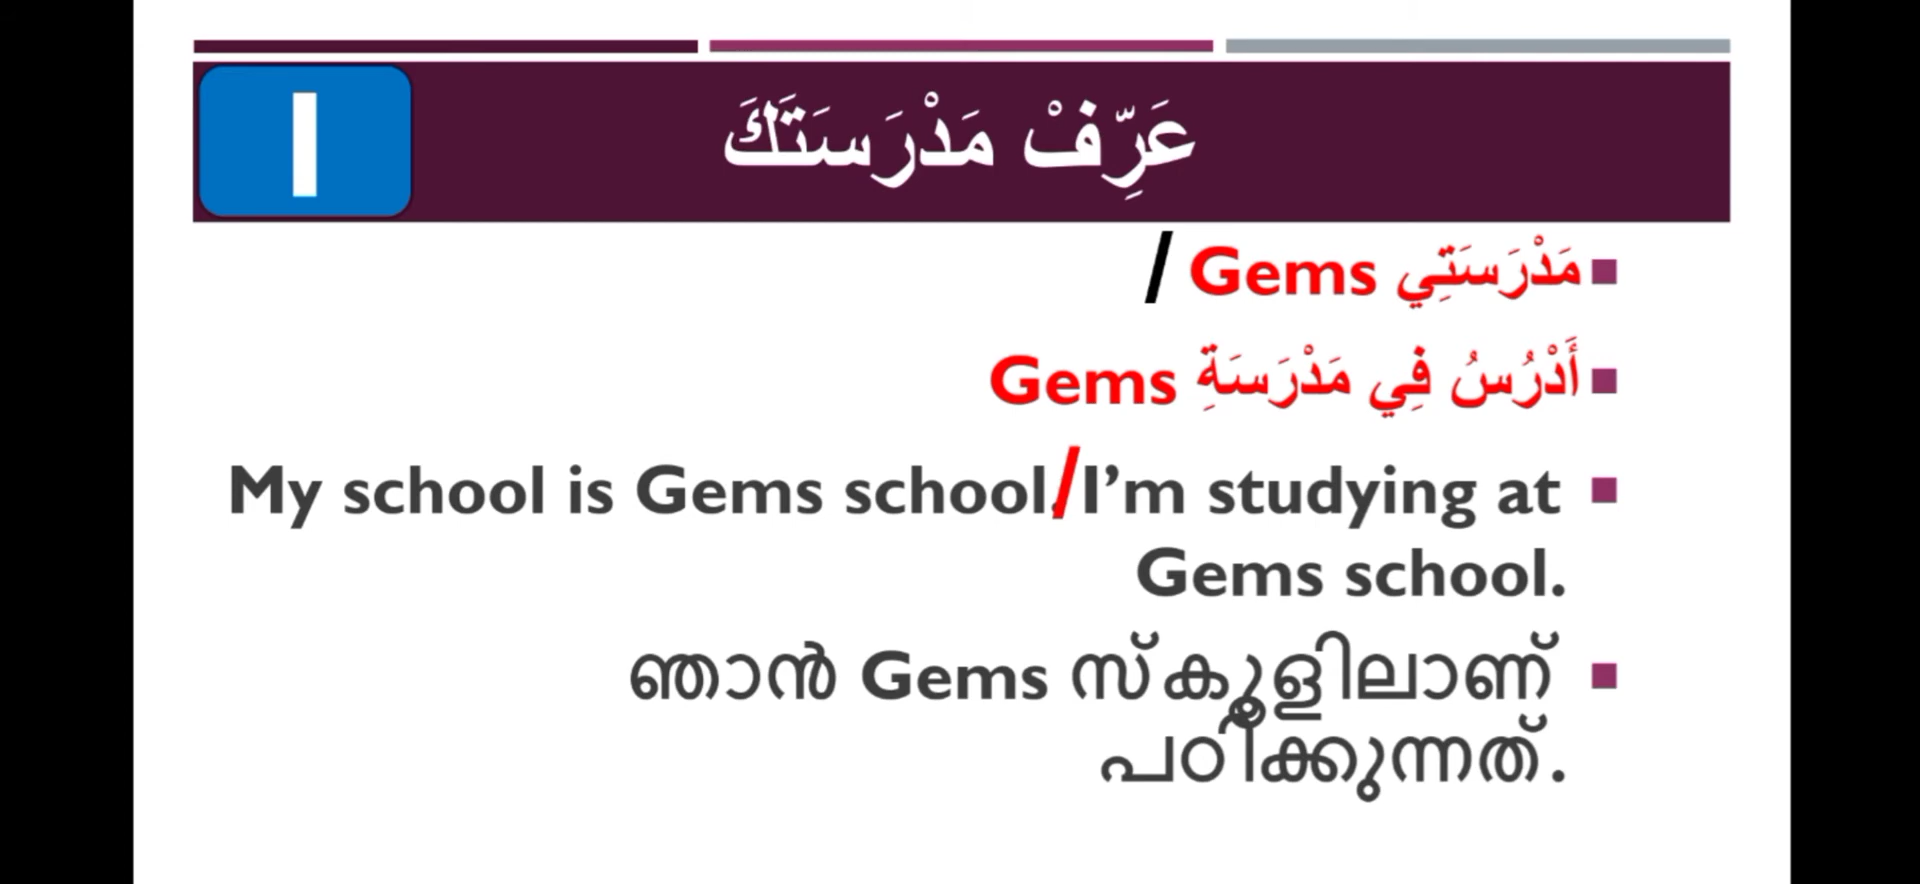 I
عَرِّفْ مَدْرَسَتَكَ
مَدْرَسَتِي Gems /
أَدْرُسُ فِي مَدْرَسَةِ Gems
My school is Gems school./I’m studying at
Gems school.
ഞാൻ Gems സ്കൂളിലാണ്
പഠിക്കുന്നത്.